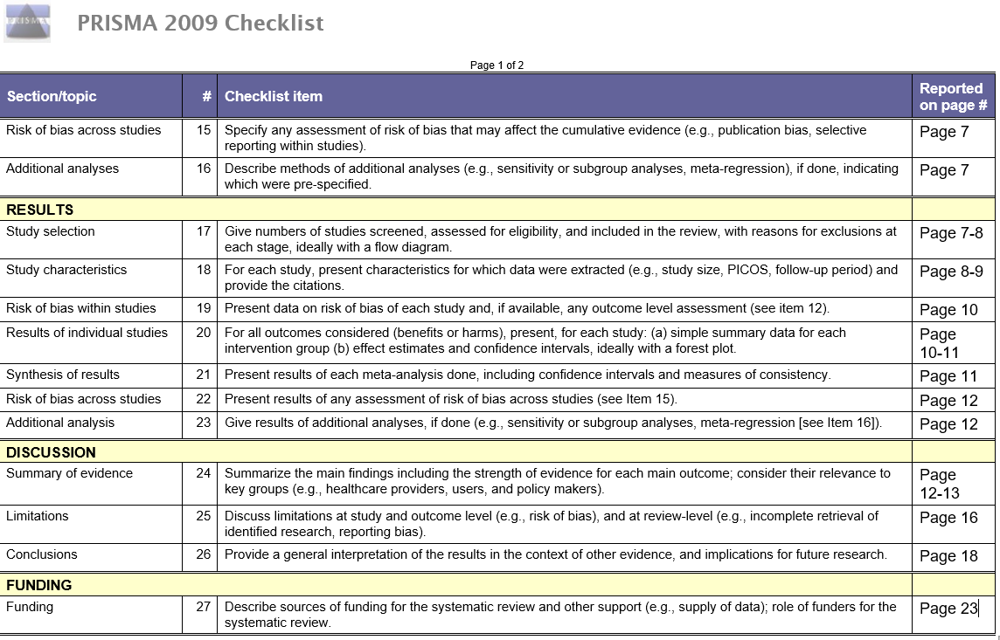 PRISMA
PRISMA 2009 Checklist
Page 1 of 2
Section/topic # Checklist item Reported on page #
Risk of bias across studies 15 Specify any assessment of risk of bias that may affect the cumulative evidence (e.g., publication bias, selective
reporting within studies). Page 7
Additional analyses 16 Describe methods of additional analyses (e.g., sensitivity or subgroup analyses, meta-regression), if done, indicating
which were pre-specified. Page 7
RESULTS
Study selection 17 Give numbers of studies screened, assessed for eligibility, and included in the review, with reasons for exclusions at
each stage, ideally with a flow diagram. Page 7-8
Study characteristics 18 For each study, present characteristics for which data were extracted (e.g., study size, PICOS, follow-up period) and
provide the citations. Page 8-9
Risk of bias within studies 19 Present data on risk of bias of each study and, if available, any outcome level assessment (see item 12). Page 10
Results of individual studies 20 For all outcomes considered (benefits or harms), present, for each study: (a) simple summary data for each
intervention group (b) effect estimates and confidence intervals, ideally with a forest plot. Page 10-11
Synthesis of results 21 Present results of each meta-analysis done, including confidence intervals and measures of consistency. Page 11
Risk of bias across studies 22 Present results of any assessment of risk of bias across studies (see Item 15). Page 12
Additional analysis 23 Give results of additional analyses, if done (e.g., sensitivity or subgroup analyses, meta-regression [see Item 16]). Page 12
DISCUSSION
Summary of evidence 24 Summarize the main findings including the strength of evidence for each main outcome; consider their relevance to
key groups (e.g., healthcare providers, users, and policy makers). Page 12-13
Limitations 25 Discuss limitations at study and outcome level (e.g., risk of bias), and at review-level (e.g., incomplete retrieval of
identified research, reporting bias). Page 16
Conclusions 26 Provide a general interpretation of the results in the context of other evidence, and implications for future research. Page 18
FUNDING
Funding 27 Describe sources of funding for the systematic review and other support (e.g., supply of data); role of funders for the
systematic review. Page 23